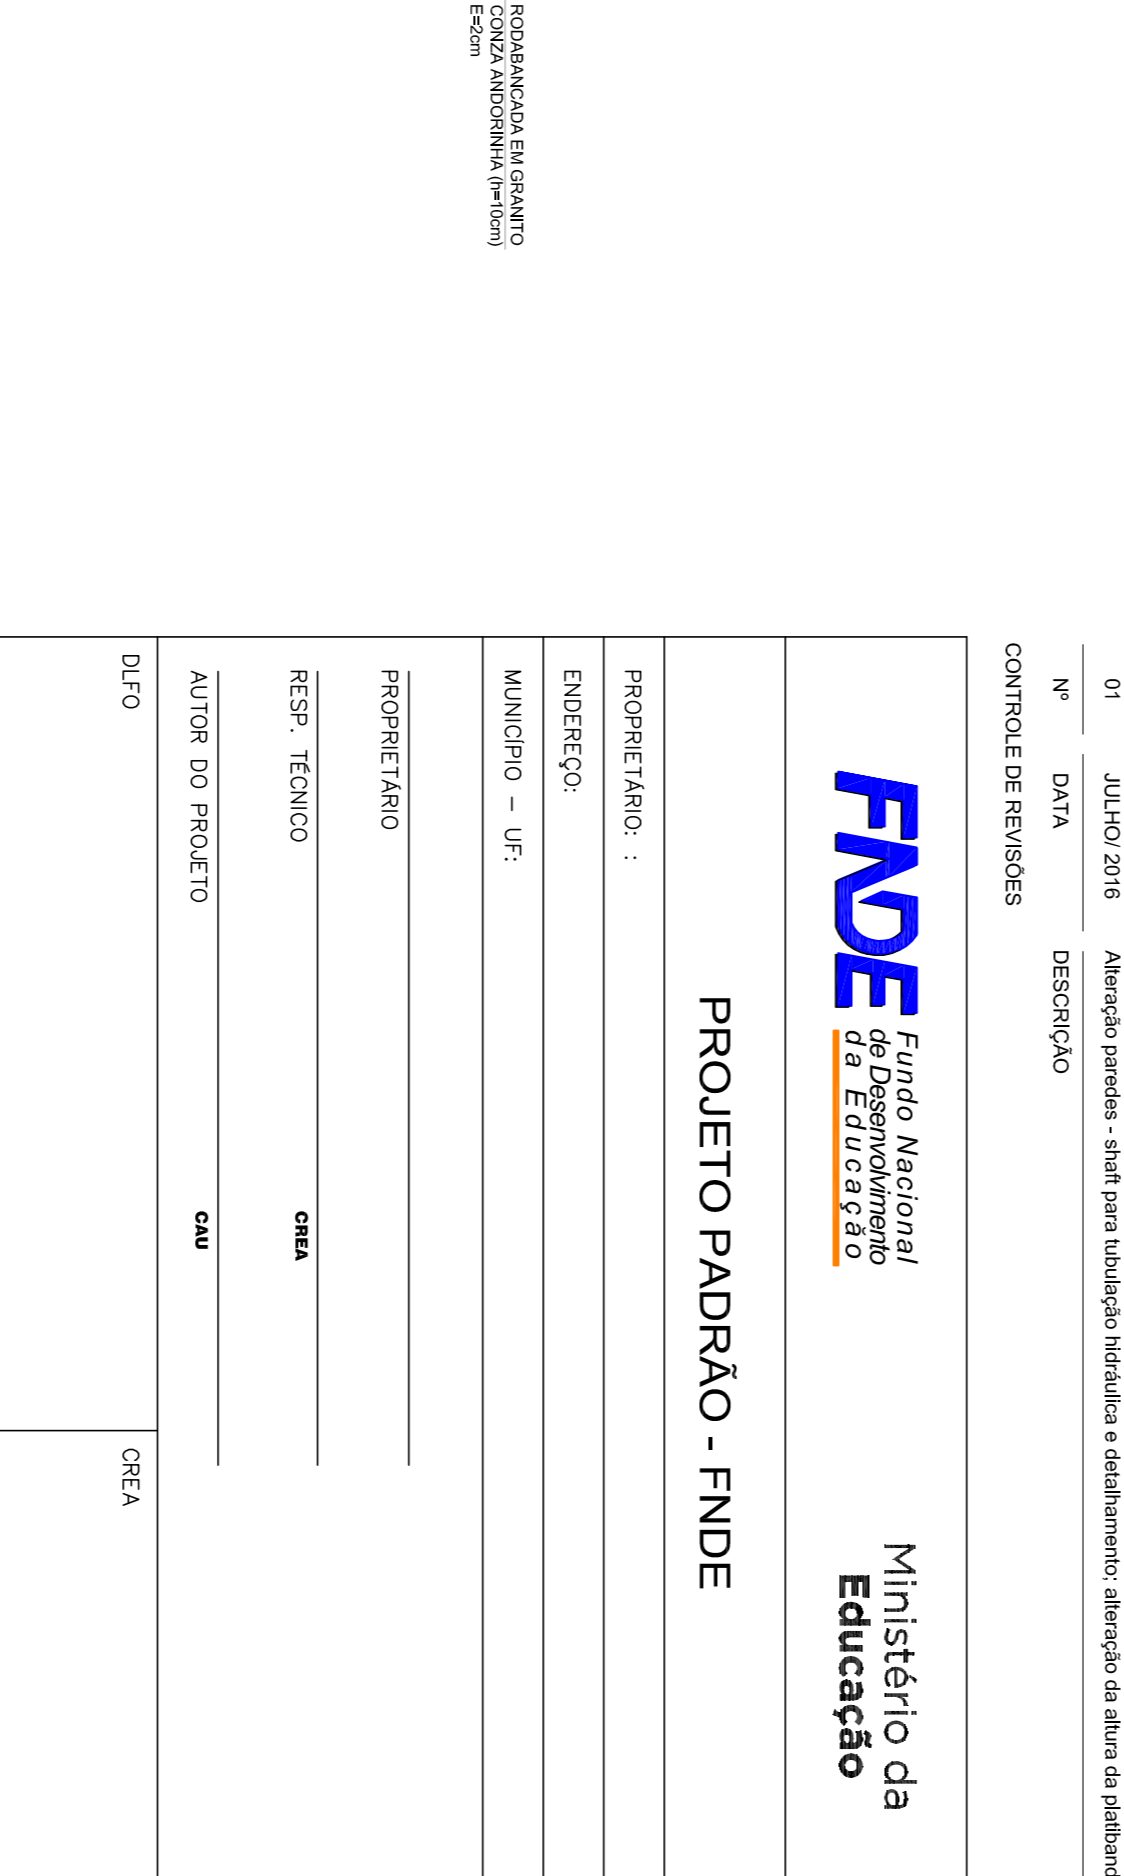 RODABANCADA EM GRANITO
CONZA ANDORINHA (h=10cm)
E=2cm
01 JULHO/ 2016 Alteração paredes - shaft para tubulação hidráulica e detalhamento; alteração da altura da platiband
Nº DATA DESCRIÇÃO
CONTROLE DE REVISÕES
FNDE
Fundo Nacional
de Desenvolvimento
da Educação
Ministério da
Educação
PROJETO PADRÃO - FNDE
PROPRIETÁRIO: :
ENDEREÇO:
MUNICÍPIO – UF:
PROPRIETÁRIO
RESP. TÉCNICO CREA
AUTOR DO PROJETO CAU
DLFO CREA